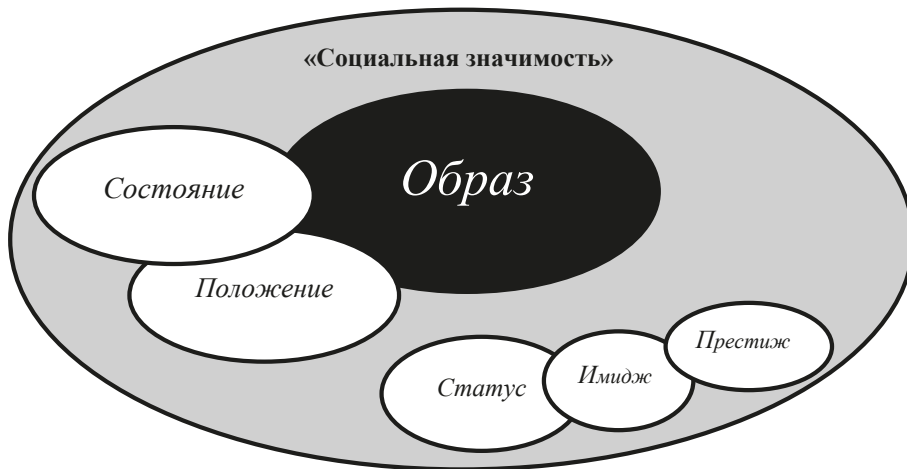 «Социальная значимость»
Образ
Состояние
Положение
Престиж
Имидж
Статус